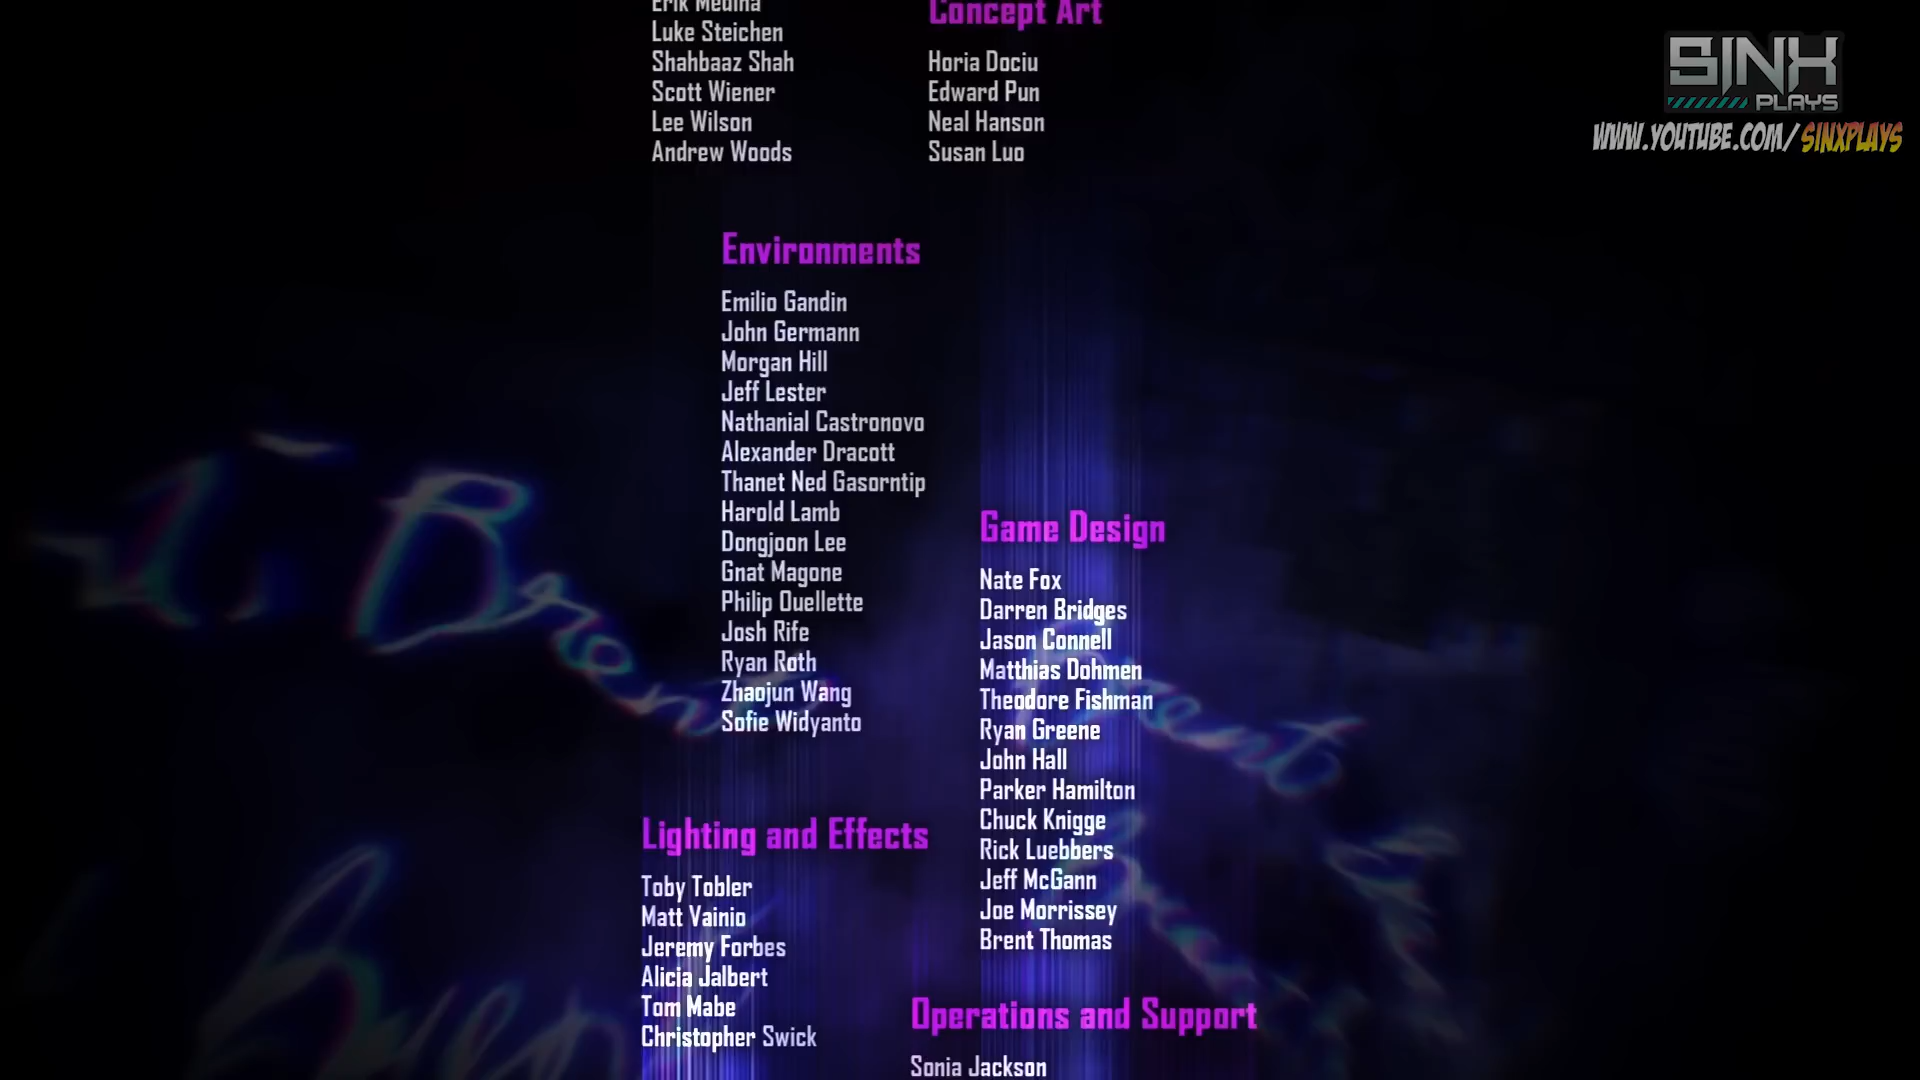 Erik Medina
Luke Steichen
Shahbaaz Shah
Scott Wiener
Lee Wilson
Andrew Woods
Concept Art
Horia Dociu
Edward Pun
Neal Hanson
Susan Luo
SINX
PLAYS
WWW.YOUTUBE.COM/SINXPLAYS
Environments
Emilio Gandin
John Germann
Morgan Hill
Jeff Lester
Nathanial Castronovo
Alexander Dracott
Thanet Ned Gasorntip
Harold Lamb
Dongjoon Lee
Gnat Magone
Philip Ouellette
Josh Rife
Ryan Roth
Zhaojun Wang
Sofie Widyanto
Game Design
Nate Fox
Darren Bridges
Jason Connell
Matthias Dohmen
Theodore Fishman
Ryan Greene
John Hall
Parker Hamilton
Chuck Knigge
Rick Luebbers
Jeff McGann
Joe Morrissey
Brent Thomas
Lighting and Effects
Toby Tobler
Matt Vainio
Jeremy Forbes
Alicia Jalbert
Tom Mabe
Christopher Swick
Operations and Support
Sonia Jackson
Brent
Brent